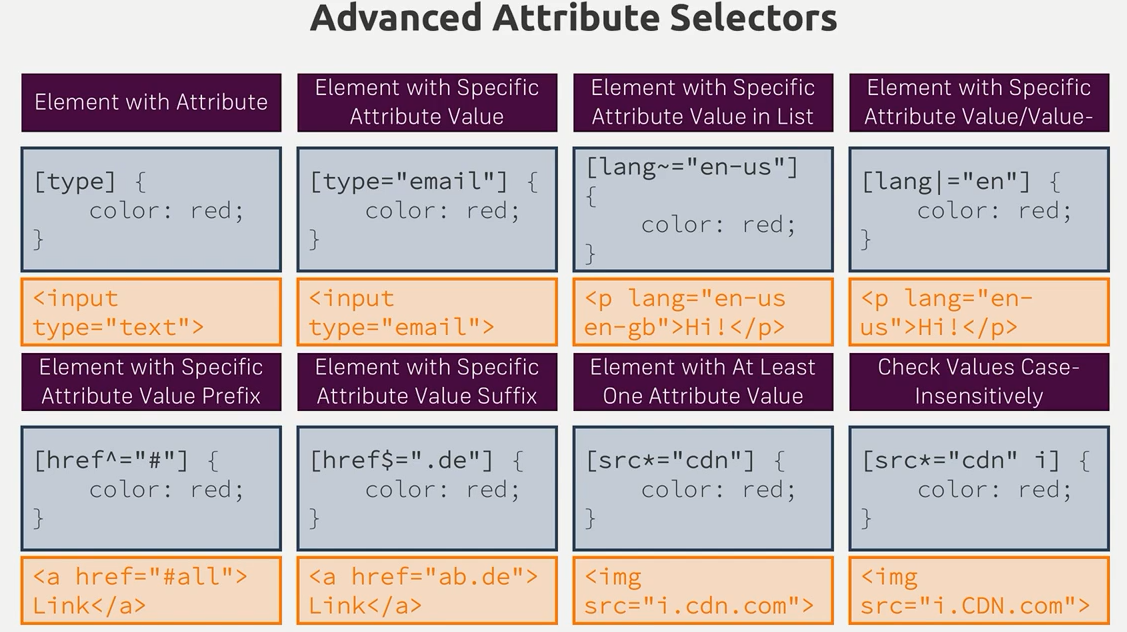 Advanced Attribute Selectors
Element with Attribute
[type] {
    color: red;
}
<input
type="text">
Element with Specific
Attribute Value
[type="email"] {
    color: red;
}
<input
type="email">
Element with Specific
Attribute Value in List
[lang~="en-us"]
{
    color: red;
}
<p lang="en-us
en-gb">Hi!</p>
Element with Specific
Attribute Value/Value-
[lang|="en"] {
    color: red;
}
<p lang="en-
us">Hi!</p>
Element with Specific
Attribute Value Prefix
[href^="#"] {
    color: red;
}
<a href="#all">
Link</a>
Element with Specific
Attribute Value Suffix
[href$=".de"] {
    color: red;
}
<a href="ab.de">
Link</a>
Element with At Least
One Attribute Value
[src*="cdn"] {
    color: red;
}
<img
src="i.cdn.com">
Check Values Case-
Insensitively
[src*="cdn" i] {
    color: red;
}
<img
src="i.CDN.com">